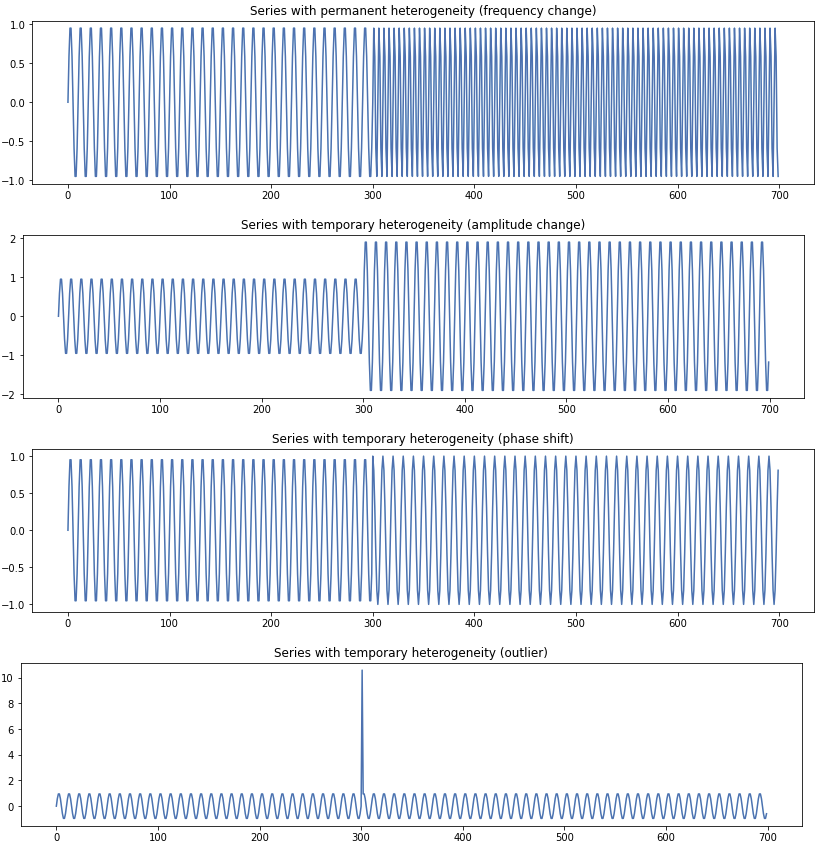 Series with permanent heterogeneity (frequency change)
1.0
0.5
0.0
−0.5
−1.0
0 100 200 300 400 500 600 700
Series with temporary heterogeneity (amplitude change)
2
1
0
−1
−2
0 100 200 300 400 500 600 700
Series with temporary heterogeneity (phase shift)
1.0
0.5
0.0
−0.5
−1.0
0 100 200 300 400 500 600 700
Series with temporary heterogeneity (outlier)
10
8
6
4
2
0
0 100 200 300 400 500 600 700